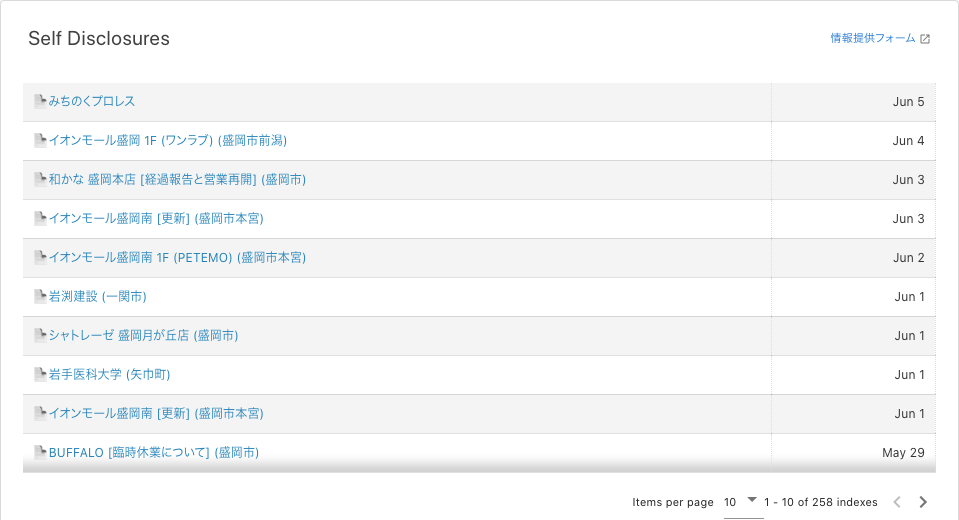 Self Disclosures
情報提供フォーム
みちのくプロレス Jun 5
イオンモール盛岡 1F (ワンラブ) (盛岡市前潟) Jun 4
和かな 盛岡本店 [経過報告と営業再開] (盛岡市) Jun 3
イオンモール盛岡南 [更新] (盛岡市本宮) Jun 3
イオンモール盛岡南 1F (PETEMO) (盛岡市本宮) Jun 2
岩渕建設 (一関市) Jun 1
シャトレーゼ 盛岡月が丘店 (盛岡市) Jun 1
岩手医科大学 (矢巾町) Jun 1
イオンモール盛岡南 [更新] (盛岡市本宮) Jun 1
BUFFALO [臨時休業について] (盛岡市) May 29
Items per page 10 1 - 10 of 258 indexes